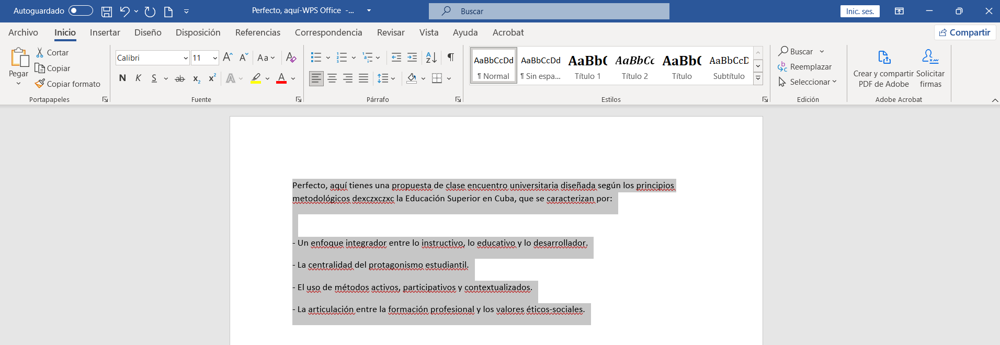 Autoguardado
Perfecto, aquí-WPS Office -...
Buscar
Inic. ses.
Archivo Inicio Insertar Diseño Disposición Referencias Correspondencia Revisar Vista Ayuda Acrobat
Compartir
Pegar
Cortar
Copiar
Copiar formato
Portapapeles
Calibri 11
Aa
N K S ab x₂ x²
A A
Fuente
Párrafo
AaBbCcDd AaBbCcDd AaBbC AaBbCc AaBbC AaBbCcD
¶ Normal ¶ Sin espa... Título 1 Título 2 Título Subtítulo
Estilos
Buscar
Reemplazar
Seleccionar
Edición
Crear y compartir PDF de Adobe
Solicitar firmas
Adobe Acrobat
Perfecto, aquí tienes una propuesta de clase encuentro universitaria diseñada según los principios
metodológicos dexczxczxc la Educación Superior en Cuba, que se caracterizan por:
- Un enfoque integrador entre lo instructivo, lo educativo y lo desarrollador.
- La centralidad del protagonismo estudiantil.
- El uso de métodos activos, participativos y contextualizados.
- La articulación entre la formación profesional y los valores éticos-sociales.